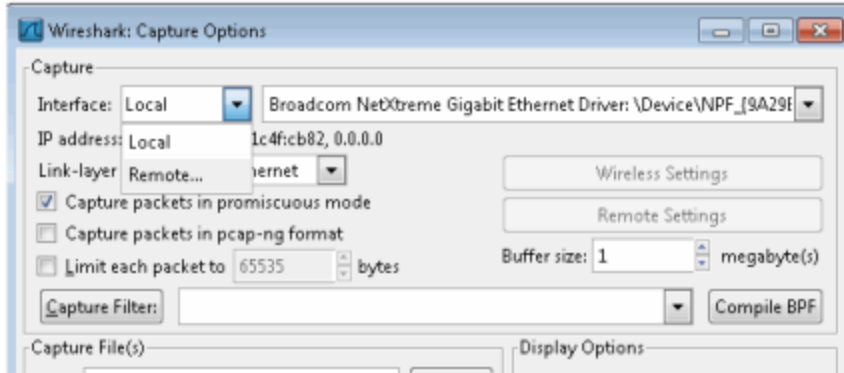 Wireshark: Capture Options
Capture
Interface: Local Broadcom NetXtreme Gigabit Ethernet Driver: \Device\NPF_{9A29E
IP address: Local 1c4f:cb82, 0.0.0.0
Link-layer Remote... ernet Wireless Settings
Capture packets in promiscuous mode Remote Settings
Capture packets in pcap-ng format
Limit each packet to 65535 bytes Buffer size: 1 megabyte(s)
Capture Filter: Compile BPF
Capture File(s) Display Options